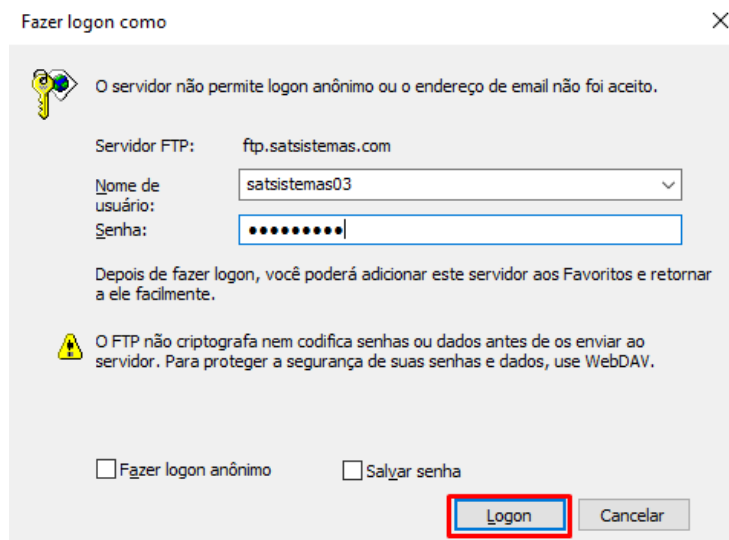 Fazer logon como
O servidor não permite logon anônimo ou o endereço de email não foi aceito.
Servidor FTP: ftp.satsistemas.com
Nome de
usuário:
satsistemas03
Senha: •••••••••
Depois de fazer logon, você poderá adicionar este servidor aos Favoritos e retornar
a ele facilmente.
O FTP não criptografa nem codifica senhas ou dados antes de os enviar ao
servidor. Para proteger a segurança de suas senhas e dados, use WebDAV.
Fazer logon anônimo Salvar senha
Logon Cancelar